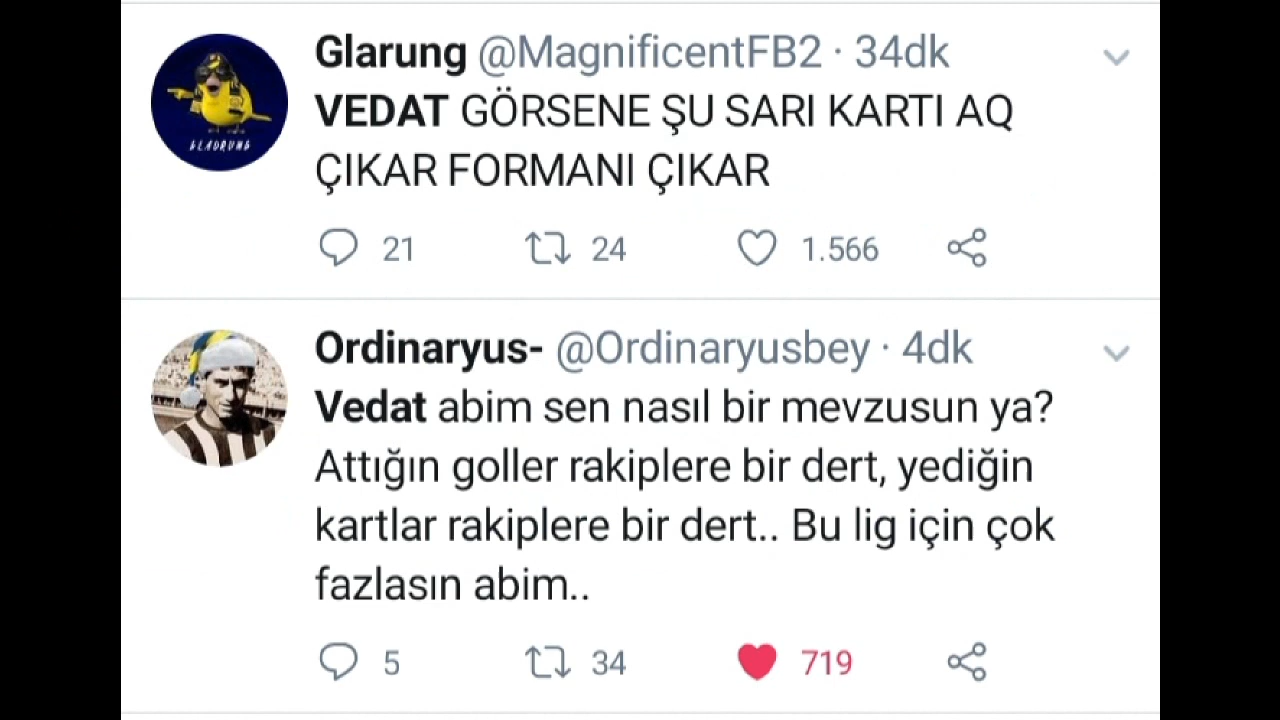 Glarung @MagnificentFB2 · 34dk
VEDAT GÖRSENE ŞU SARI KARTI AQ
ÇIKAR FORMANI ÇIKAR
21 24 1.566
GLADRUNG
Ordinaryus- @Ordinaryusbey · 4dk
Vedat abim sen nasıl bir mevzusun ya?
Attığın goller rakiplere bir dert, yediğin
kartlar rakiplere bir dert.. Bu lig için çok
fazlasın abim..
5 34 719